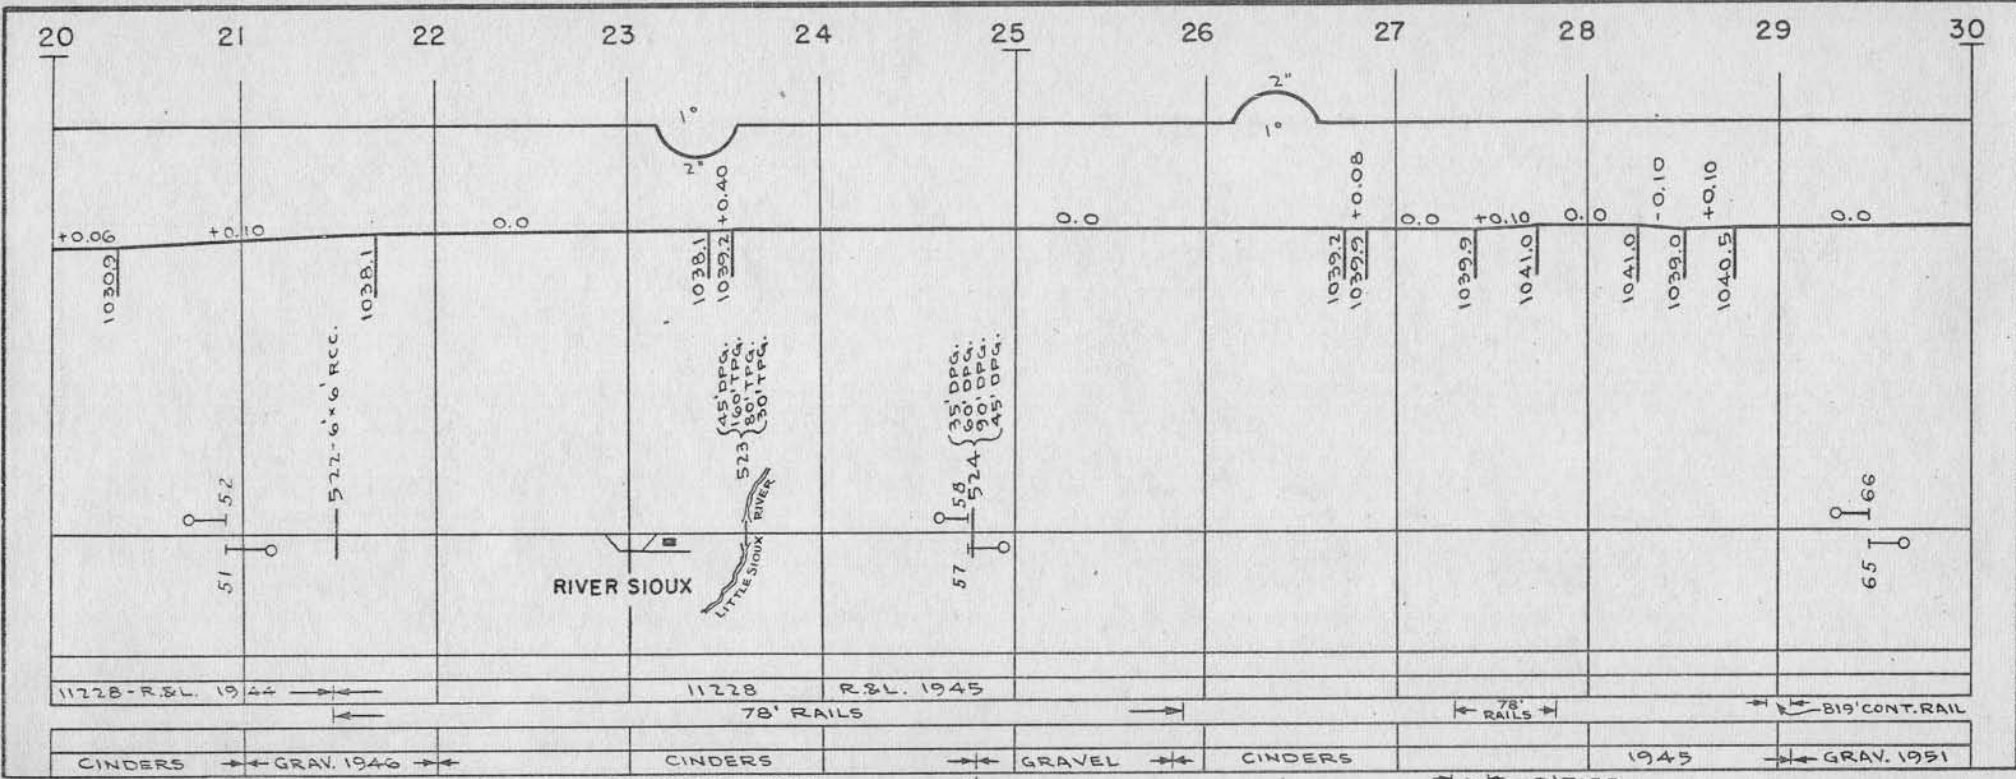 20 21 22 23 24 25 26 27 28 29 30
1°
2"
2"
1°
+0.06
+0.10
0.0
+0.40
0.0
+0.08
0.0
+0.10
0.0
-0.10
+0.10
0.0
1030.9
1038.1
1038.1
1039.2
1039.2
1039.9
1039.9
1041.0
1041.0
1039.0
1040.5
522-6'x6' RCC.
523
45' DPG.
160' TPG.
80' TPG.
30' TPG.
524
35' DPG.
60' DPG.
90' DPG.
45' DPG.
52
51
58
57
66
65
RIVER SIOUX
LITTLE SIOUX RIVER
11228-R.&L. 1944
11228 R.&L. 1945
78' RAILS
78' RAILS
819' CONT. RAIL
CINDERS
GRAV. 1946
CINDERS
GRAVEL
CINDERS
1945
GRAV. 1951